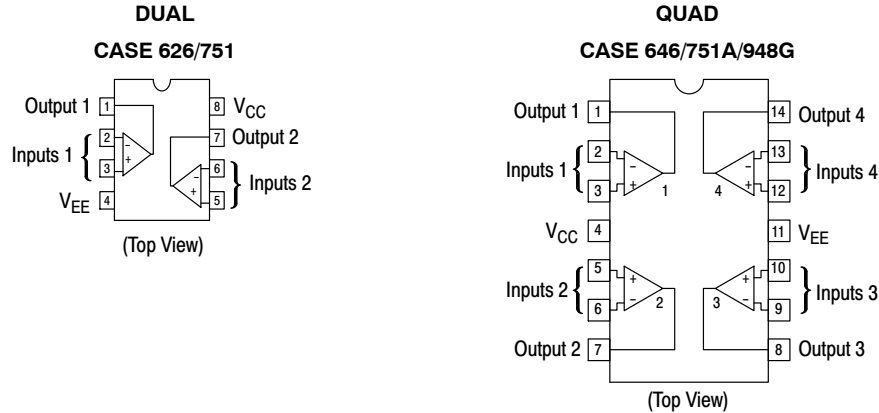 DUAL
CASE 626/751
Output 1 1 8 VCC
2 7 Output 2
Inputs 1 { - +
3 - + 6 } Inputs 2
VEE 4 5
(Top View)
QUAD
CASE 646/751A/948G
Output 1 1 14 Output 4
2 13
Inputs 1 { - + 1 4 - + } Inputs 4
3 12
VCC 4 11 VEE
5 10
Inputs 2 { + - 2 3 + - } Inputs 3
6 9
Output 2 7 8 Output 3
(Top View)